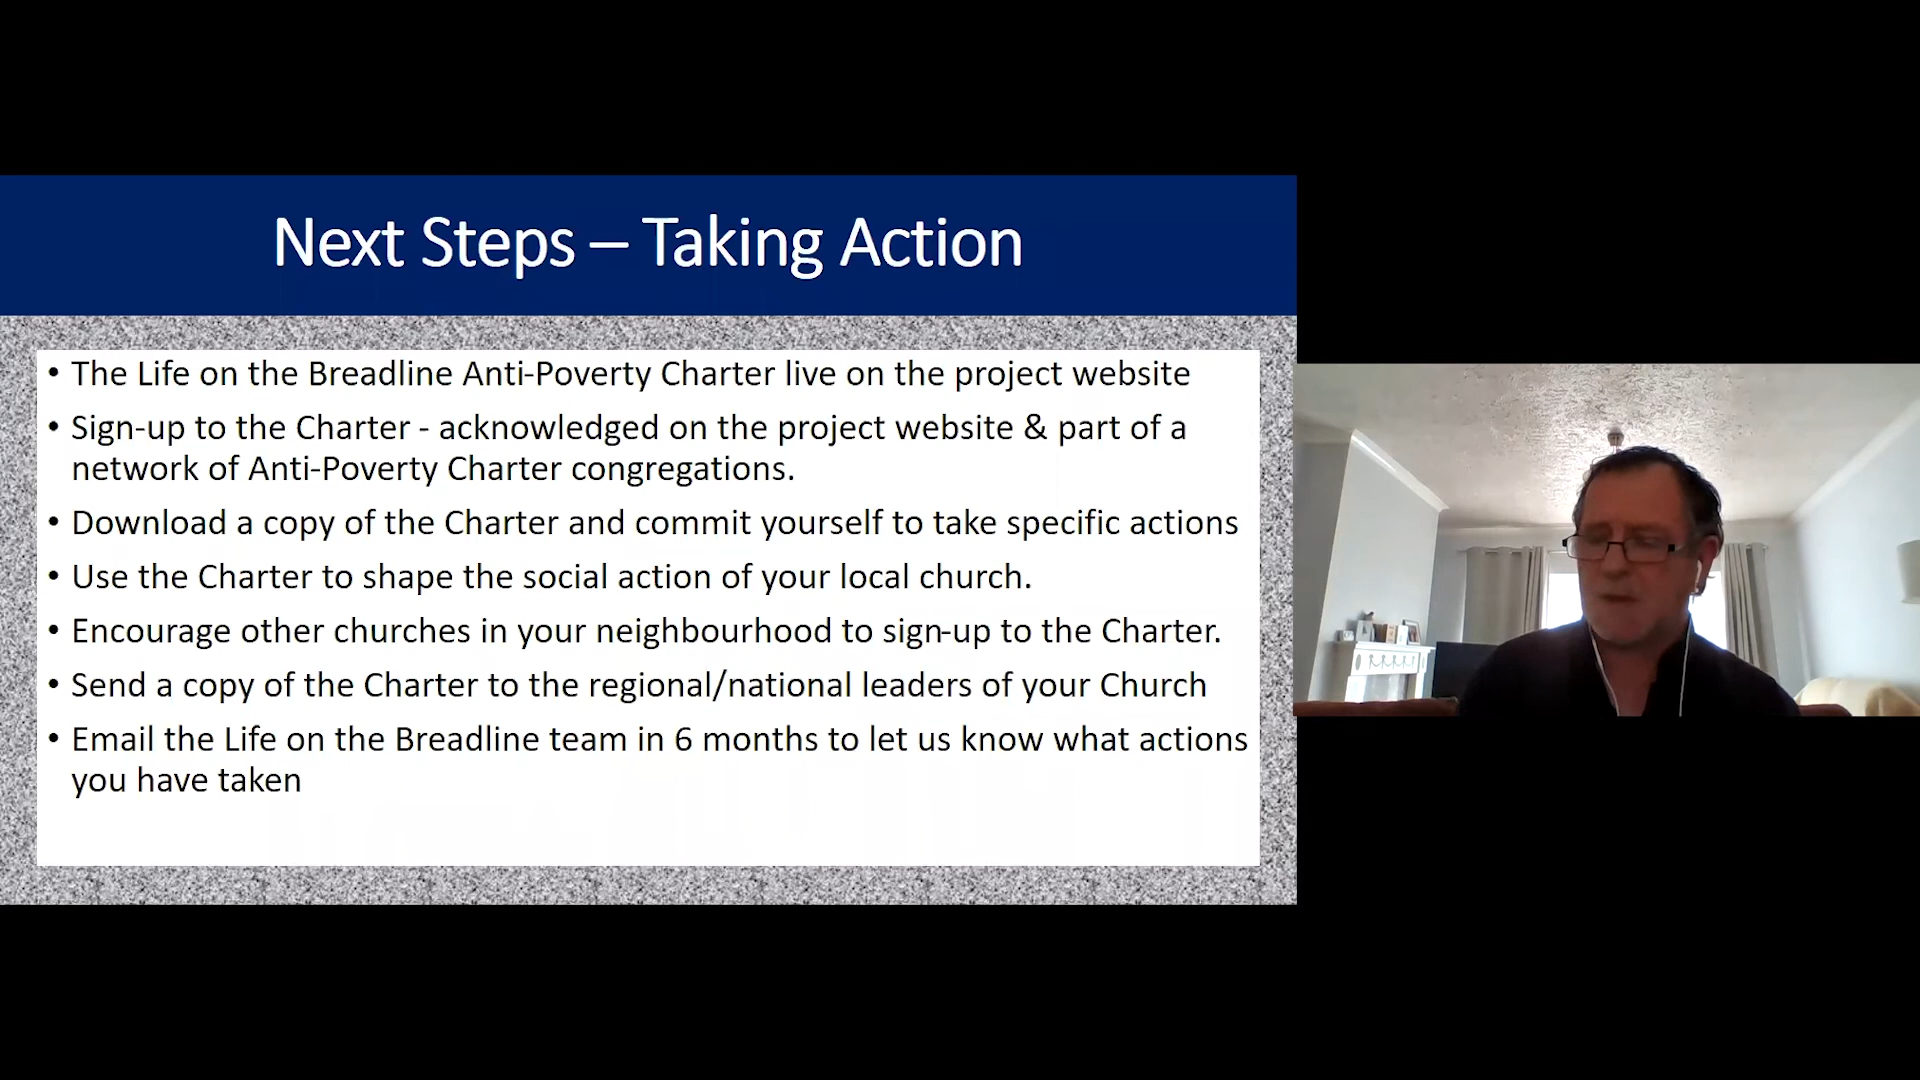 Next Steps – Taking Action
• The Life on the Breadline Anti-Poverty Charter live on the project website
• Sign-up to the Charter - acknowledged on the project website & part of a
network of Anti-Poverty Charter congregations.
• Download a copy of the Charter and commit yourself to take specific actions
• Use the Charter to shape the social action of your local church.
• Encourage other churches in your neighbourhood to sign-up to the Charter.
• Send a copy of the Charter to the regional/national leaders of your Church
• Email the Life on the Breadline team in 6 months to let us know what actions
you have taken